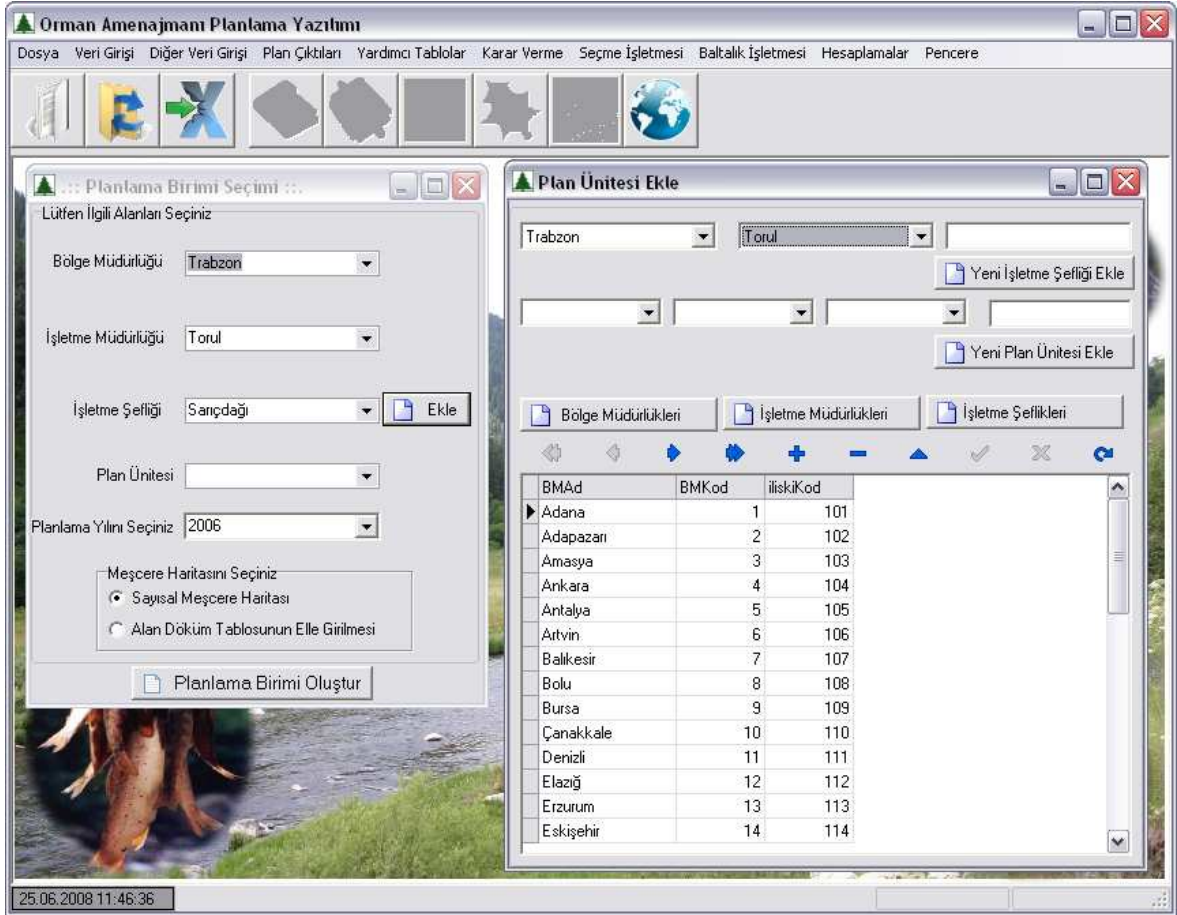 Orman Amenajmanı Planlama Yazılımı
Dosya Veri Girişi Diğer Veri Girişi Plan Çıktıları Yardımcı Tablolar Karar Verme Seçme İşletmesi Baltalık İşletmesi Hesaplamalar Pencere
.::: Planlama Birimi Seçimi :::.
Lütfen İlgili Alanları Seçiniz
Bölge Müdürlüğü Trabzon
İşletme Müdürlüğü Torul
İşletme Şefliği Sarıçdağı Ekle
Plan Ünitesi
Planlama Yılını Seçiniz 2006
Meşcere Haritasını Seçiniz
Sayısal Meşcere Haritası
Alan Döküm Tablosunun Elle Girilmesi
Planlama Birimi Oluştur
Plan Ünitesi Ekle
Trabzon Torul
Yeni İşletme Şefliği Ekle
Yeni Plan Ünitesi Ekle
Bölge Müdürlükleri İşletme Müdürlükleri İşletme Şeflikleri
BMAd BMKod iliskiKod
Adana 1 101
Adapazarı 2 102
Amasya 3 103
Ankara 4 104
Antalya 5 105
Artvin 6 106
Balıkesir 7 107
Bolu 8 108
Bursa 9 109
Çanakkale 10 110
Denizli 11 111
Elazığ 12 112
Erzurum 13 113
Eskişehir 14 114
25.06.2008 11:46:36